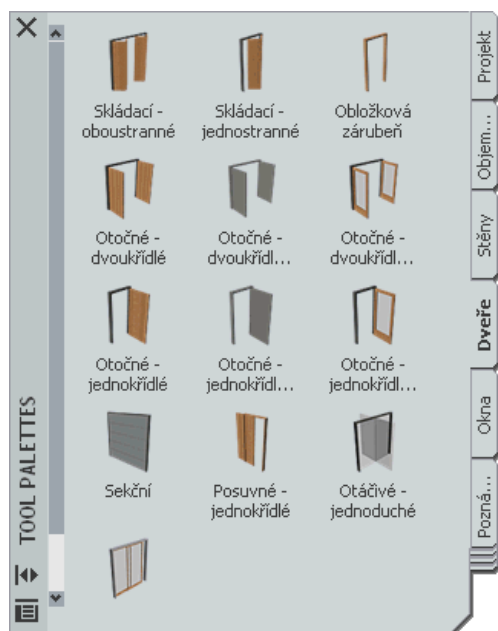 Skládací -
oboustranné
Skládací -
jednostranné
Obložková
zárubeň
Otočné -
dvoukřídlé
Otočné -
dvoukřídl...
Otočné -
dvoukřídl...
Otočné -
jednokřídlé
Otočné -
jednokřídl...
Otočné -
jednokřídl...
Sekční
Posuvné -
jednokřídlé
Otáčivé -
jednoduché
Projekt
Objem...
Stěny
Dveře
Okna
Pozná...
TOOL PALETTES